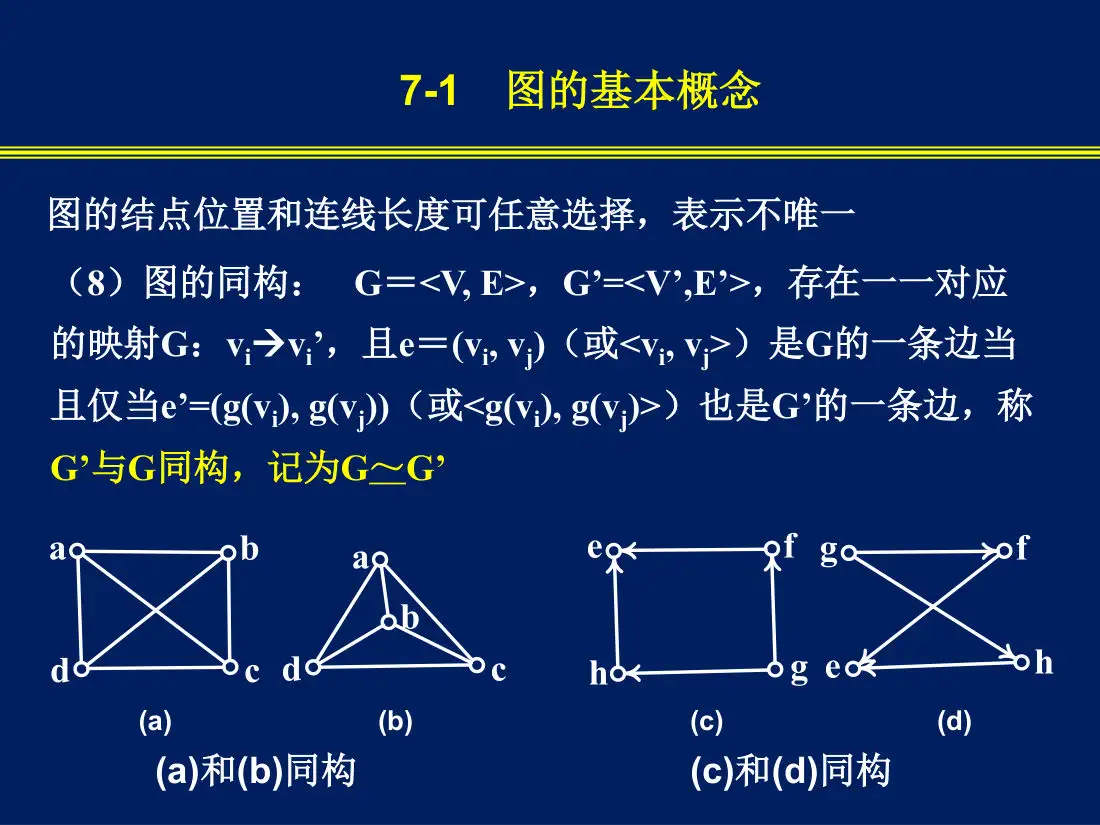 7-1 图的基本概念
图的结点位置和连线长度可任意选择，表示不唯一
（8）图的同构： G＝<V, E>，G’=<V’,E’>，存在一一对应
的映射G：vi→vi’，且e＝(vi, vj)（或<vi, vj>）是G的一条边当
且仅当e’=(g(vi), g(vj))（或<g(vi), g(vj)>）也是G’的一条边，称
G’与G同构，记为G～G’
a b a e f g f
b
d c d c h g e h
(a) (b) (c) (d)
(a)和(b)同构 (c)和(d)同构